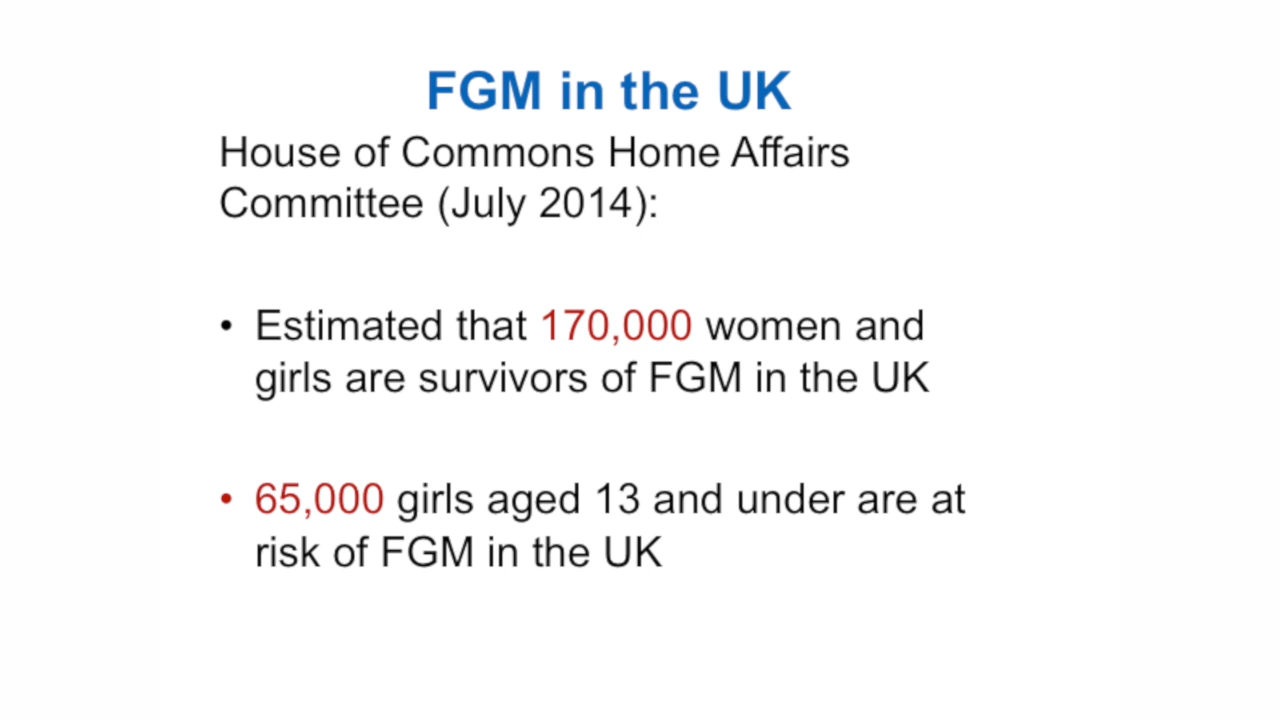 FGM in the UK
House of Commons Home Affairs
Committee (July 2014):
• Estimated that 170,000 women and
girls are survivors of FGM in the UK
• 65,000 girls aged 13 and under are at
risk of FGM in the UK